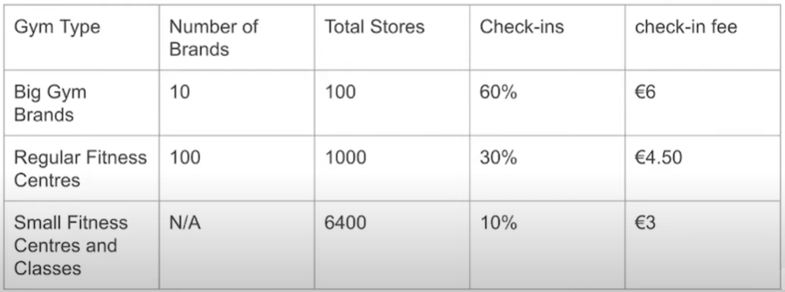 Gym Type Number of Brands Total Stores Check-ins check-in fee
Big Gym Brands 10 100 60% €6
Regular Fitness Centres 100 1000 30% €4.50
Small Fitness Centres and Classes N/A 6400 10% €3